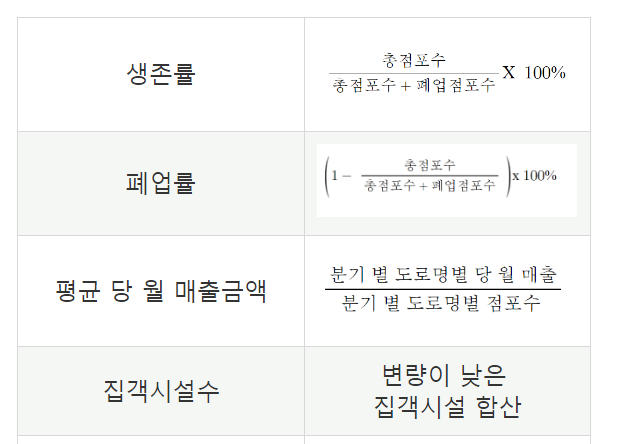 생존률
총점포수
총점포수 + 폐업점포수
X 100%
폐업률
(1 − 총점포수
총점포수 + 폐업점포수
) x 100%
평균 당 월 매출금액
분기 별 도로명별 당 월 매출
분기 별 도로명별 점포수
집객시설수
변량이 낮은
집객시설 합산